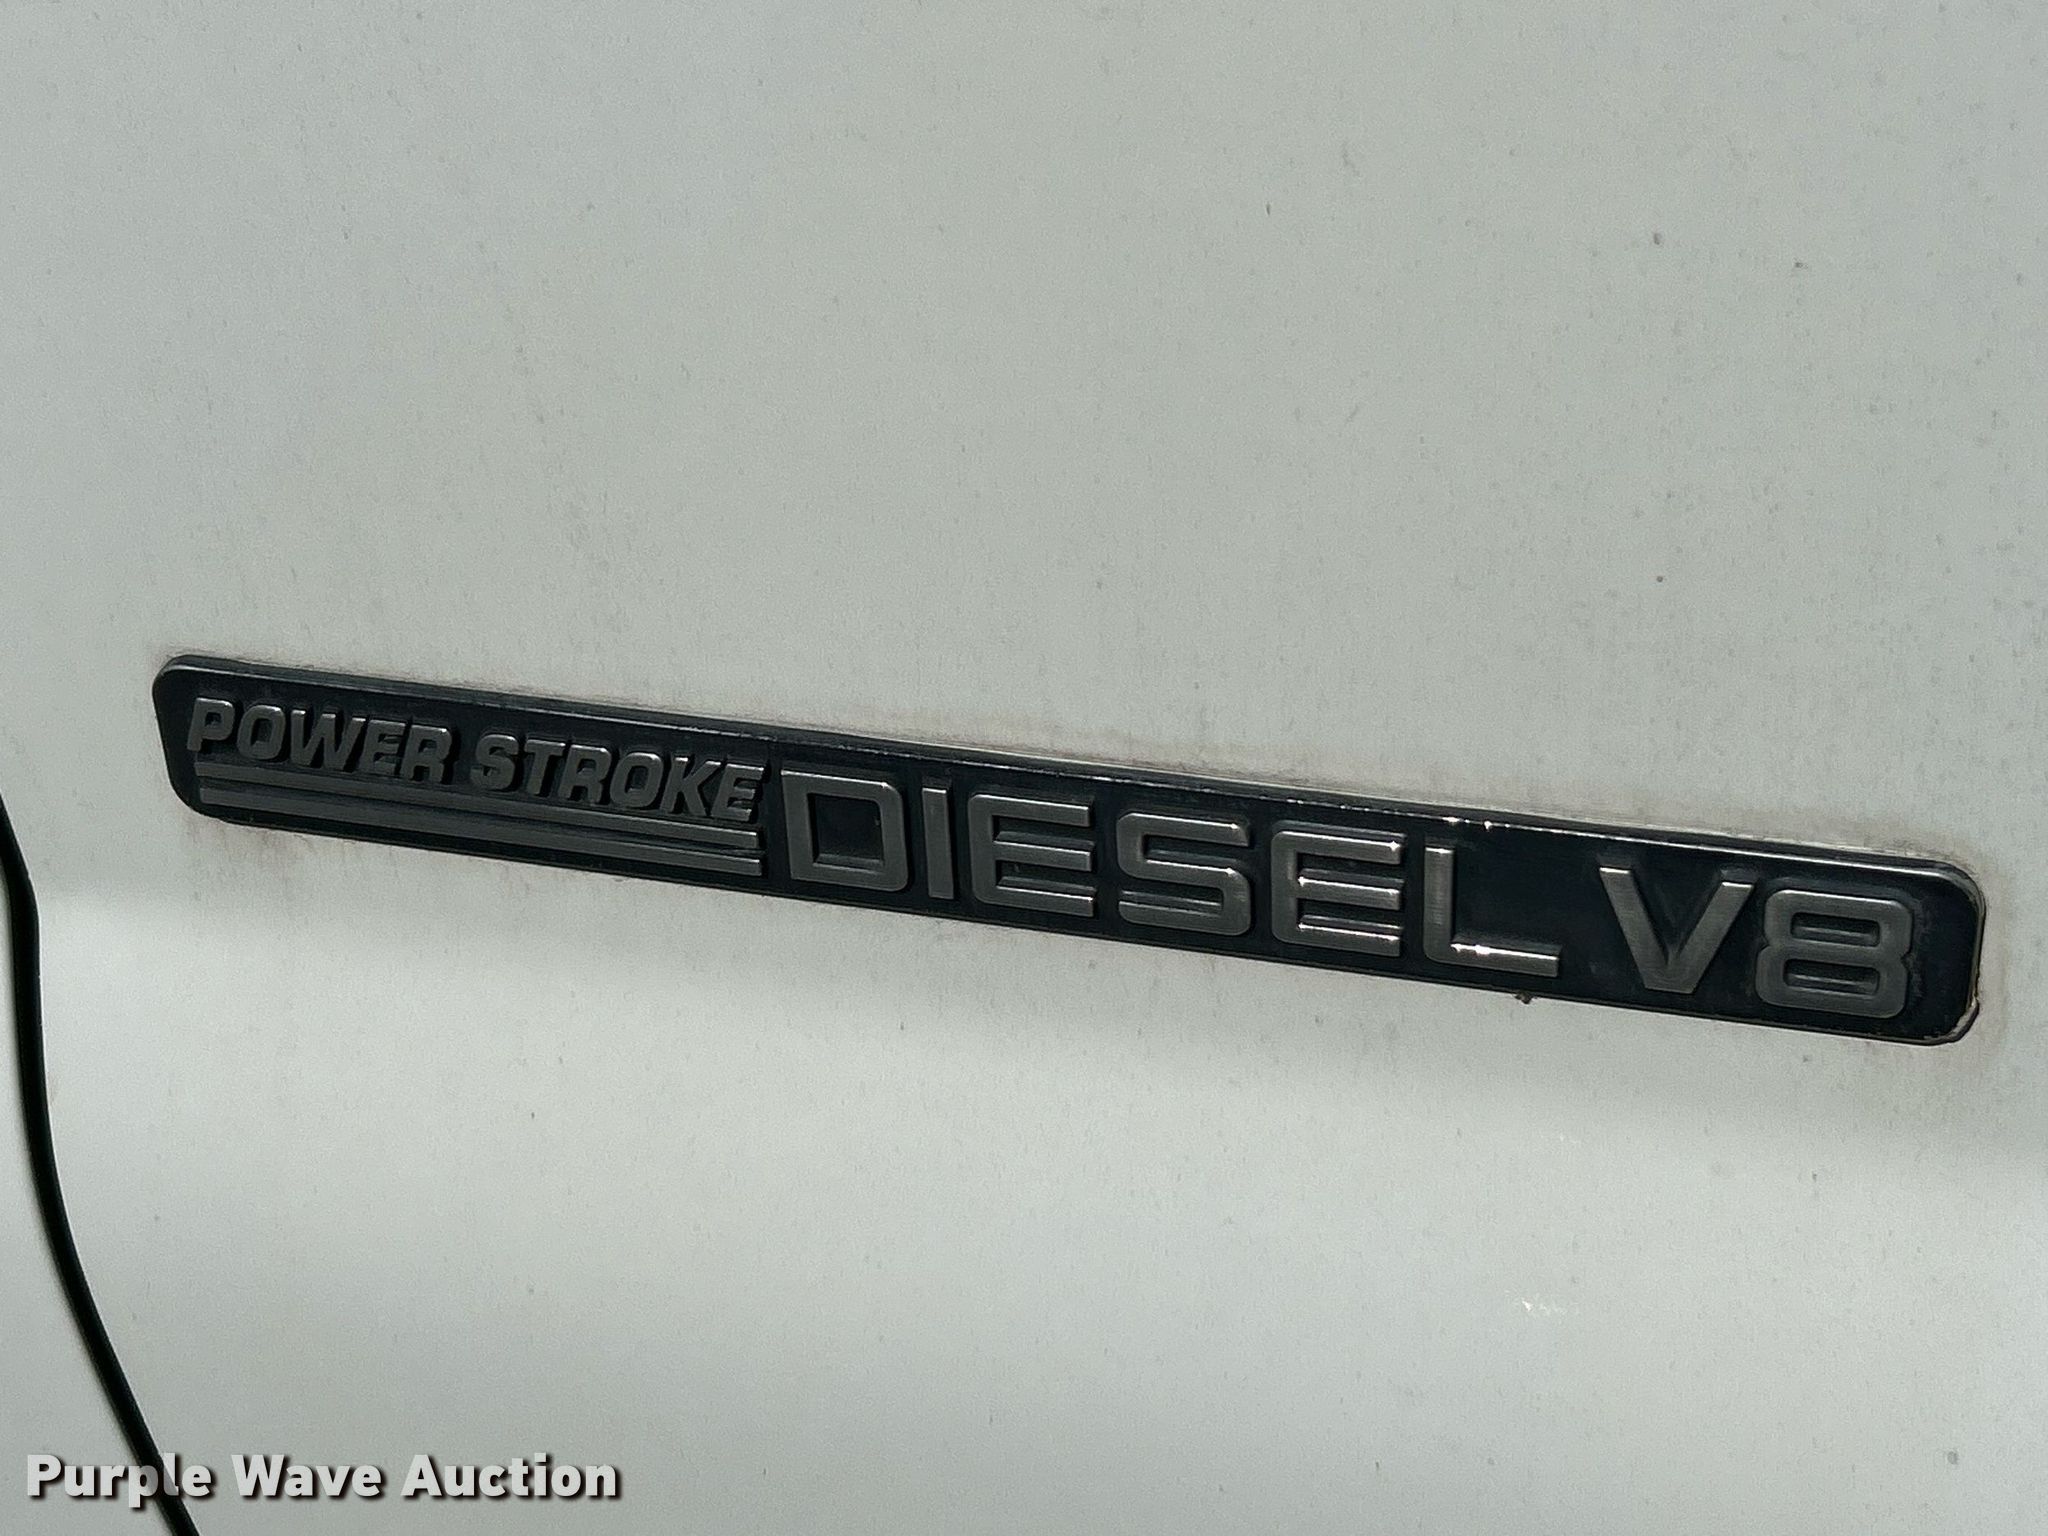 POWER STROKE DIESEL V8
Purple Wave Auction